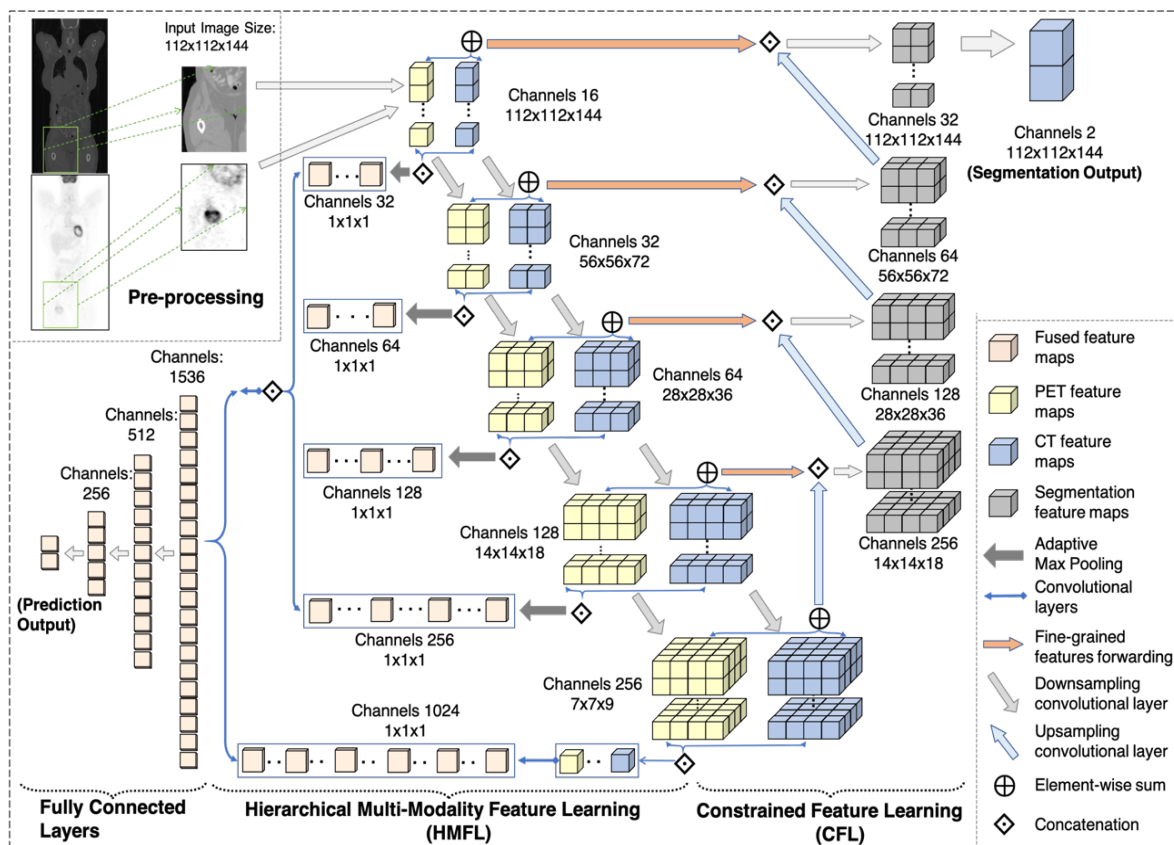 Input Image Size:
112x112x144
Pre-processing
Channels 16
112x112x144
Channels 32
112x112x144
Channels 2
112x112x144
(Segmentation Output)
Channels 32
1x1x1
Channels 32
56x56x72
Channels 64
56x56x72
Channels 64
1x1x1
Channels 64
28x28x36
Channels 128
28x28x36
Channels 128
1x1x1
Channels 128
14x14x18
Channels 256
14x14x18
Channels 256
1x1x1
Channels 256
7x7x9
Channels 1024
1x1x1
Channels:
1536
Channels:
512
Channels:
256
(Prediction
Output)
Fully Connected
Layers
Hierarchical Multi-Modality Feature Learning
(HMFL)
Constrained Feature Learning
(CFL)
Fused feature
maps
PET feature
maps
CT feature
maps
Segmentation
feature maps
Adaptive
Max Pooling
Convolutional
layers
Fine-grained
features forwarding
Downsampling
convolutional layer
Upsampling
convolutional layer
Element-wise sum
Concatenation